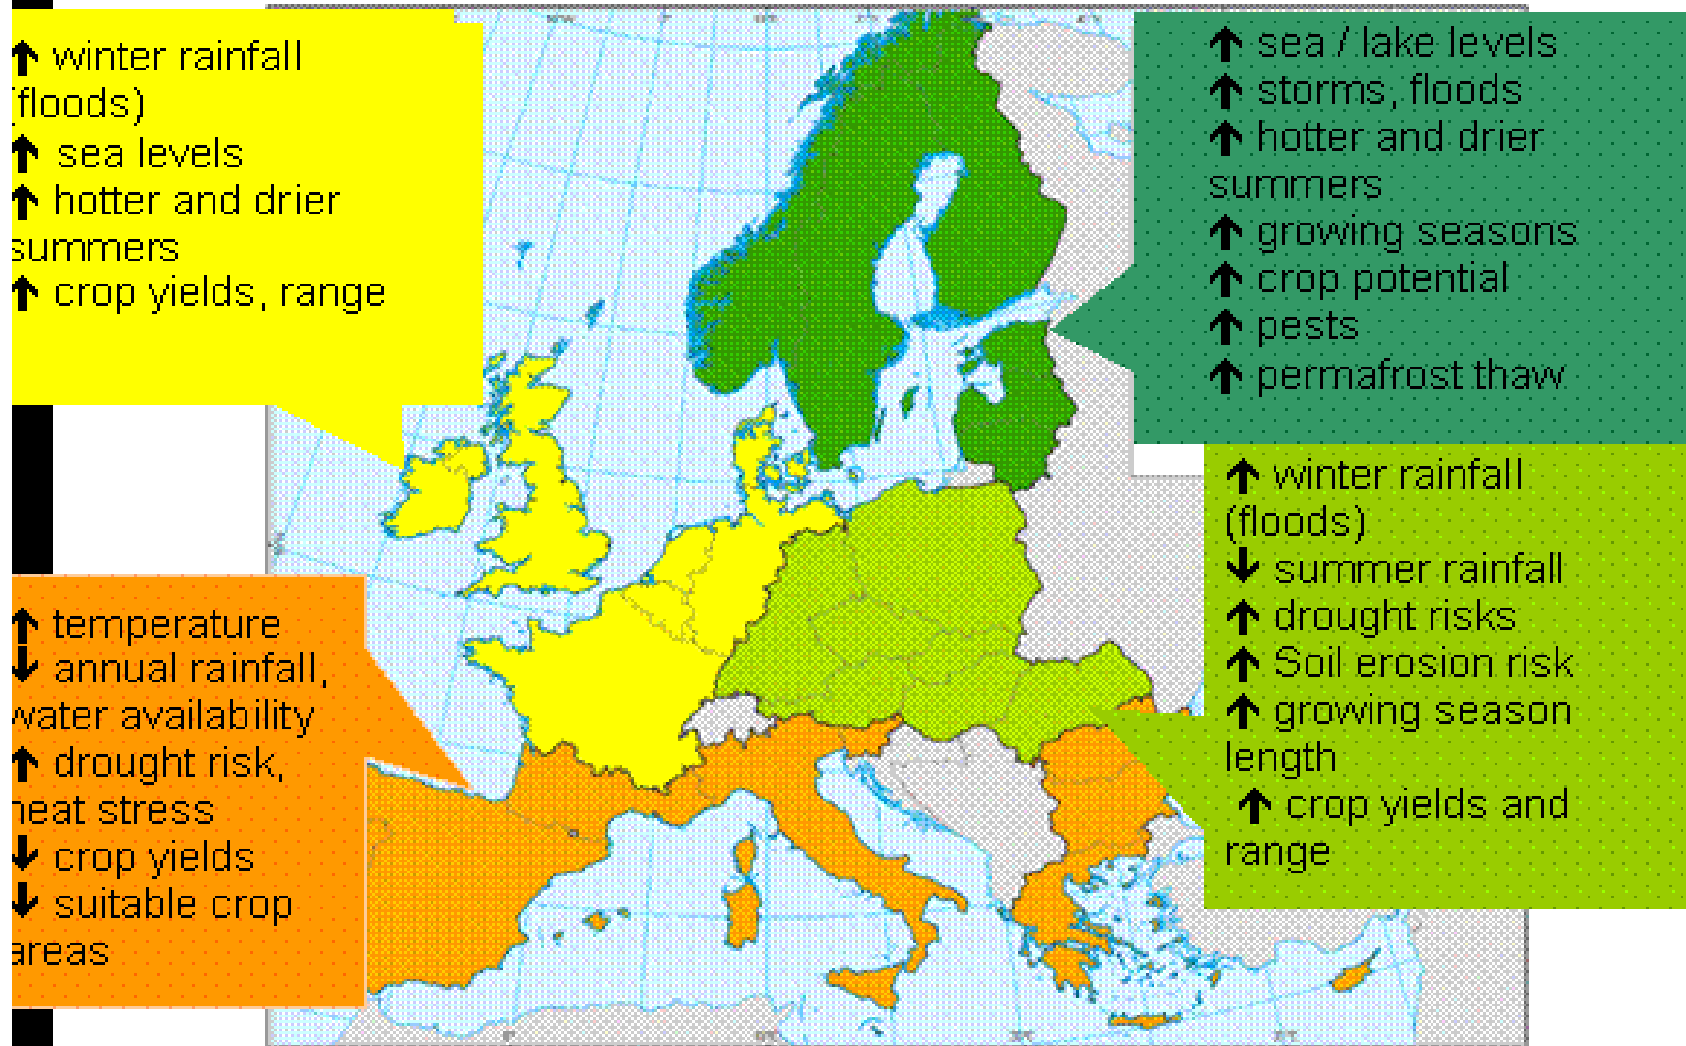 ↑ winter rainfall
(floods)
↑ sea levels
↑ hotter and drier
summers
↑ crop yields, range
↑ sea / lake levels
↑ storms, floods
↑ hotter and drier
summers
↑ growing seasons
↑ crop potential
↑ pests
↑ permafrost thaw
↑ temperature
↓ annual rainfall,
water availability
↑ drought risk,
heat stress
↓ crop yields
↓ suitable crop
areas
↑ winter rainfall
(floods)
↓ summer rainfall
↑ drought risks
↑ Soil erosion risk
↑ growing season
length
↑ crop yields and
range